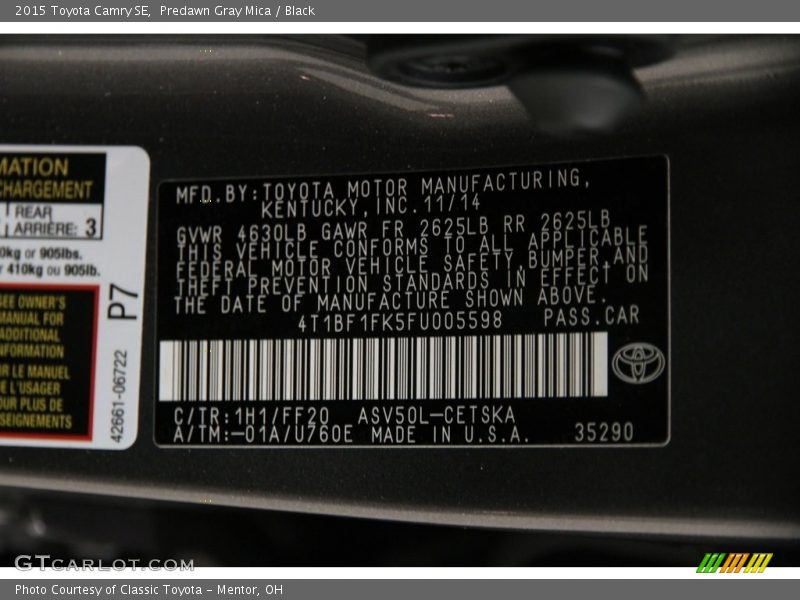 2015 Toyota Camry SE, Predawn Gray Mica / Black
MATION
CHARGEMENT
REAR
ARRIÈRE: 3
0kg or 905lbs.
r 410kg ou 905lb.
SEE OWNER'S
MANUAL FOR
ADDITIONAL
NFORMATION
IR LE MANUEL
E L'USAGER
OUR PLUS DE
SEIGNEMENTS
P7
42661-06722
MFD.BY:TOYOTA MOTOR MANUFACTURING,
KENTUCKY,INC. 11/14
GVWR 4630LB GAWR FR 2625LB RR 2625LB
THIS VEHICLE CONFORMS TO ALL APPLICABLE
FEDERAL MOTOR VEHICLE SAFETY,BUMPER,AND
THEFT PREVENTION STANDARDS IN EFFECT ON
THE DATE OF MANUFACTURE SHOWN ABOVE.
4T1BF1FK5FU005598 PASS.CAR
C/TR:1H1/FF20 ASV50L-CETSKA
A/TM:-01A/U760E MADE IN U.S.A. 35290
GTCARLOT.COM
Photo Courtesy of Classic Toyota - Mentor, OH